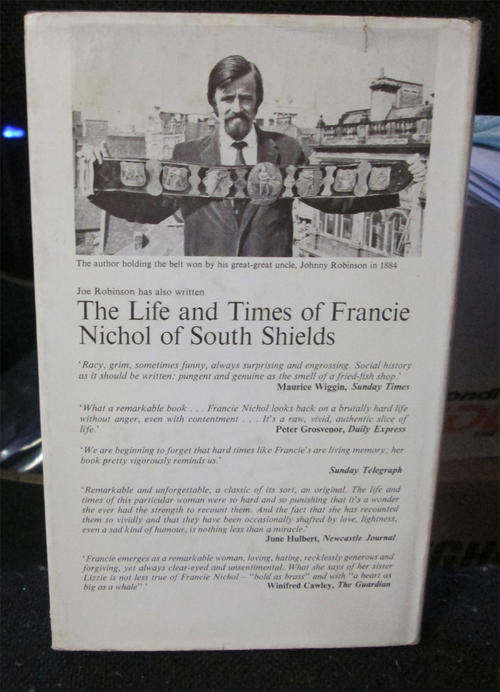 The author holding the belt won by his great-great uncle, Johnny Robinson in 1884
Joe Robinson has also written
The Life and Times of Francie
Nichol of South Shields
'Racy, grim, sometimes funny, always surprising and engrossing. Social history
as it should be written: pungent and genuine as the smell of a fried-fish shop.'
Maurice Wiggin, Sunday Times
'What a remarkable book . . . Francie Nichol looks back on a brutally hard life
without anger, even with contentment . . . It's a raw, vivid, authentic slice of
life.' Peter Grosvenor, Daily Express
'We are beginning to forget that hard times like Francie's are living memory. her
book pretty vigorously reminds us.'
Sunday Telegraph
'Remarkable and unforgettable, a classic of its sort, an original. The life and
times of this particular woman were so hard and so punishing that it's a wonder
she ever had the strength to recount them. And the fact that she has recounted
them so vividly and that they have been occasionally shafted by love, lightness,
even a sad kind of humour, is nothing less than a miracle.'
June Hulbert, Newcastle Journal
'Francie emerges as a remarkable woman, loving, hating, recklessly generous and
forgiving, yet always clear-eyed and unsentimental. What she says of her sister
Lizzie is not less true of Francie Nichol – "bold as brass" and with "a heart as
big as a whale".' Winifred Cawley, The Guardian